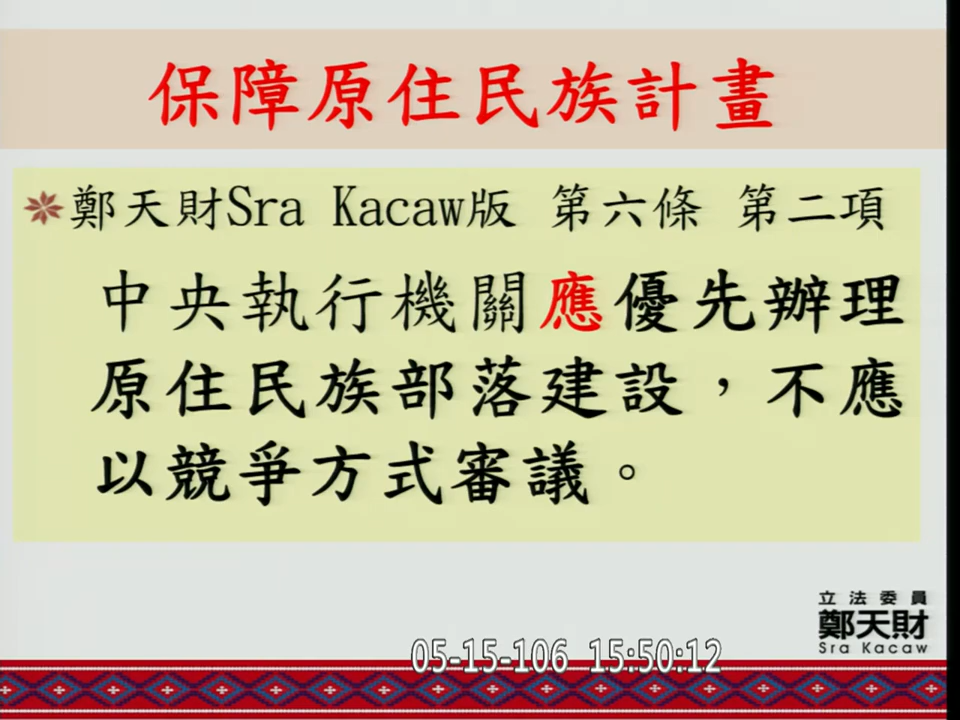 保障原住民族計畫
鄭天財Sra Kacaw版 第六條 第二項
中央執行機關應優先辦理
原住民族部落建設，不應
以競爭方式審議。
立法委員
鄭天財
Sra Kacaw
05-15-106 15:50:12